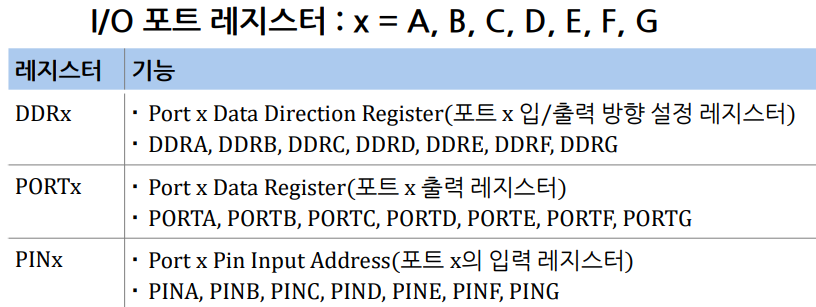 I/O 포트 레지스터 : x = A, B, C, D, E, F, G
레지스터 기능
DDRx · Port x Data Direction Register(포트 x 입/출력 방향 설정 레지스터)
· DDRA, DDRB, DDRC, DDRD, DDRE, DDRF, DDRG
PORTx · Port x Data Register(포트 x 출력 레지스터)
· PORTA, PORTB, PORTC, PORTD, PORTE, PORTF, PORTG
PINx · Port x Pin Input Address(포트 x의 입력 레지스터)
· PINA, PINB, PINC, PIND, PINE, PINF, PING